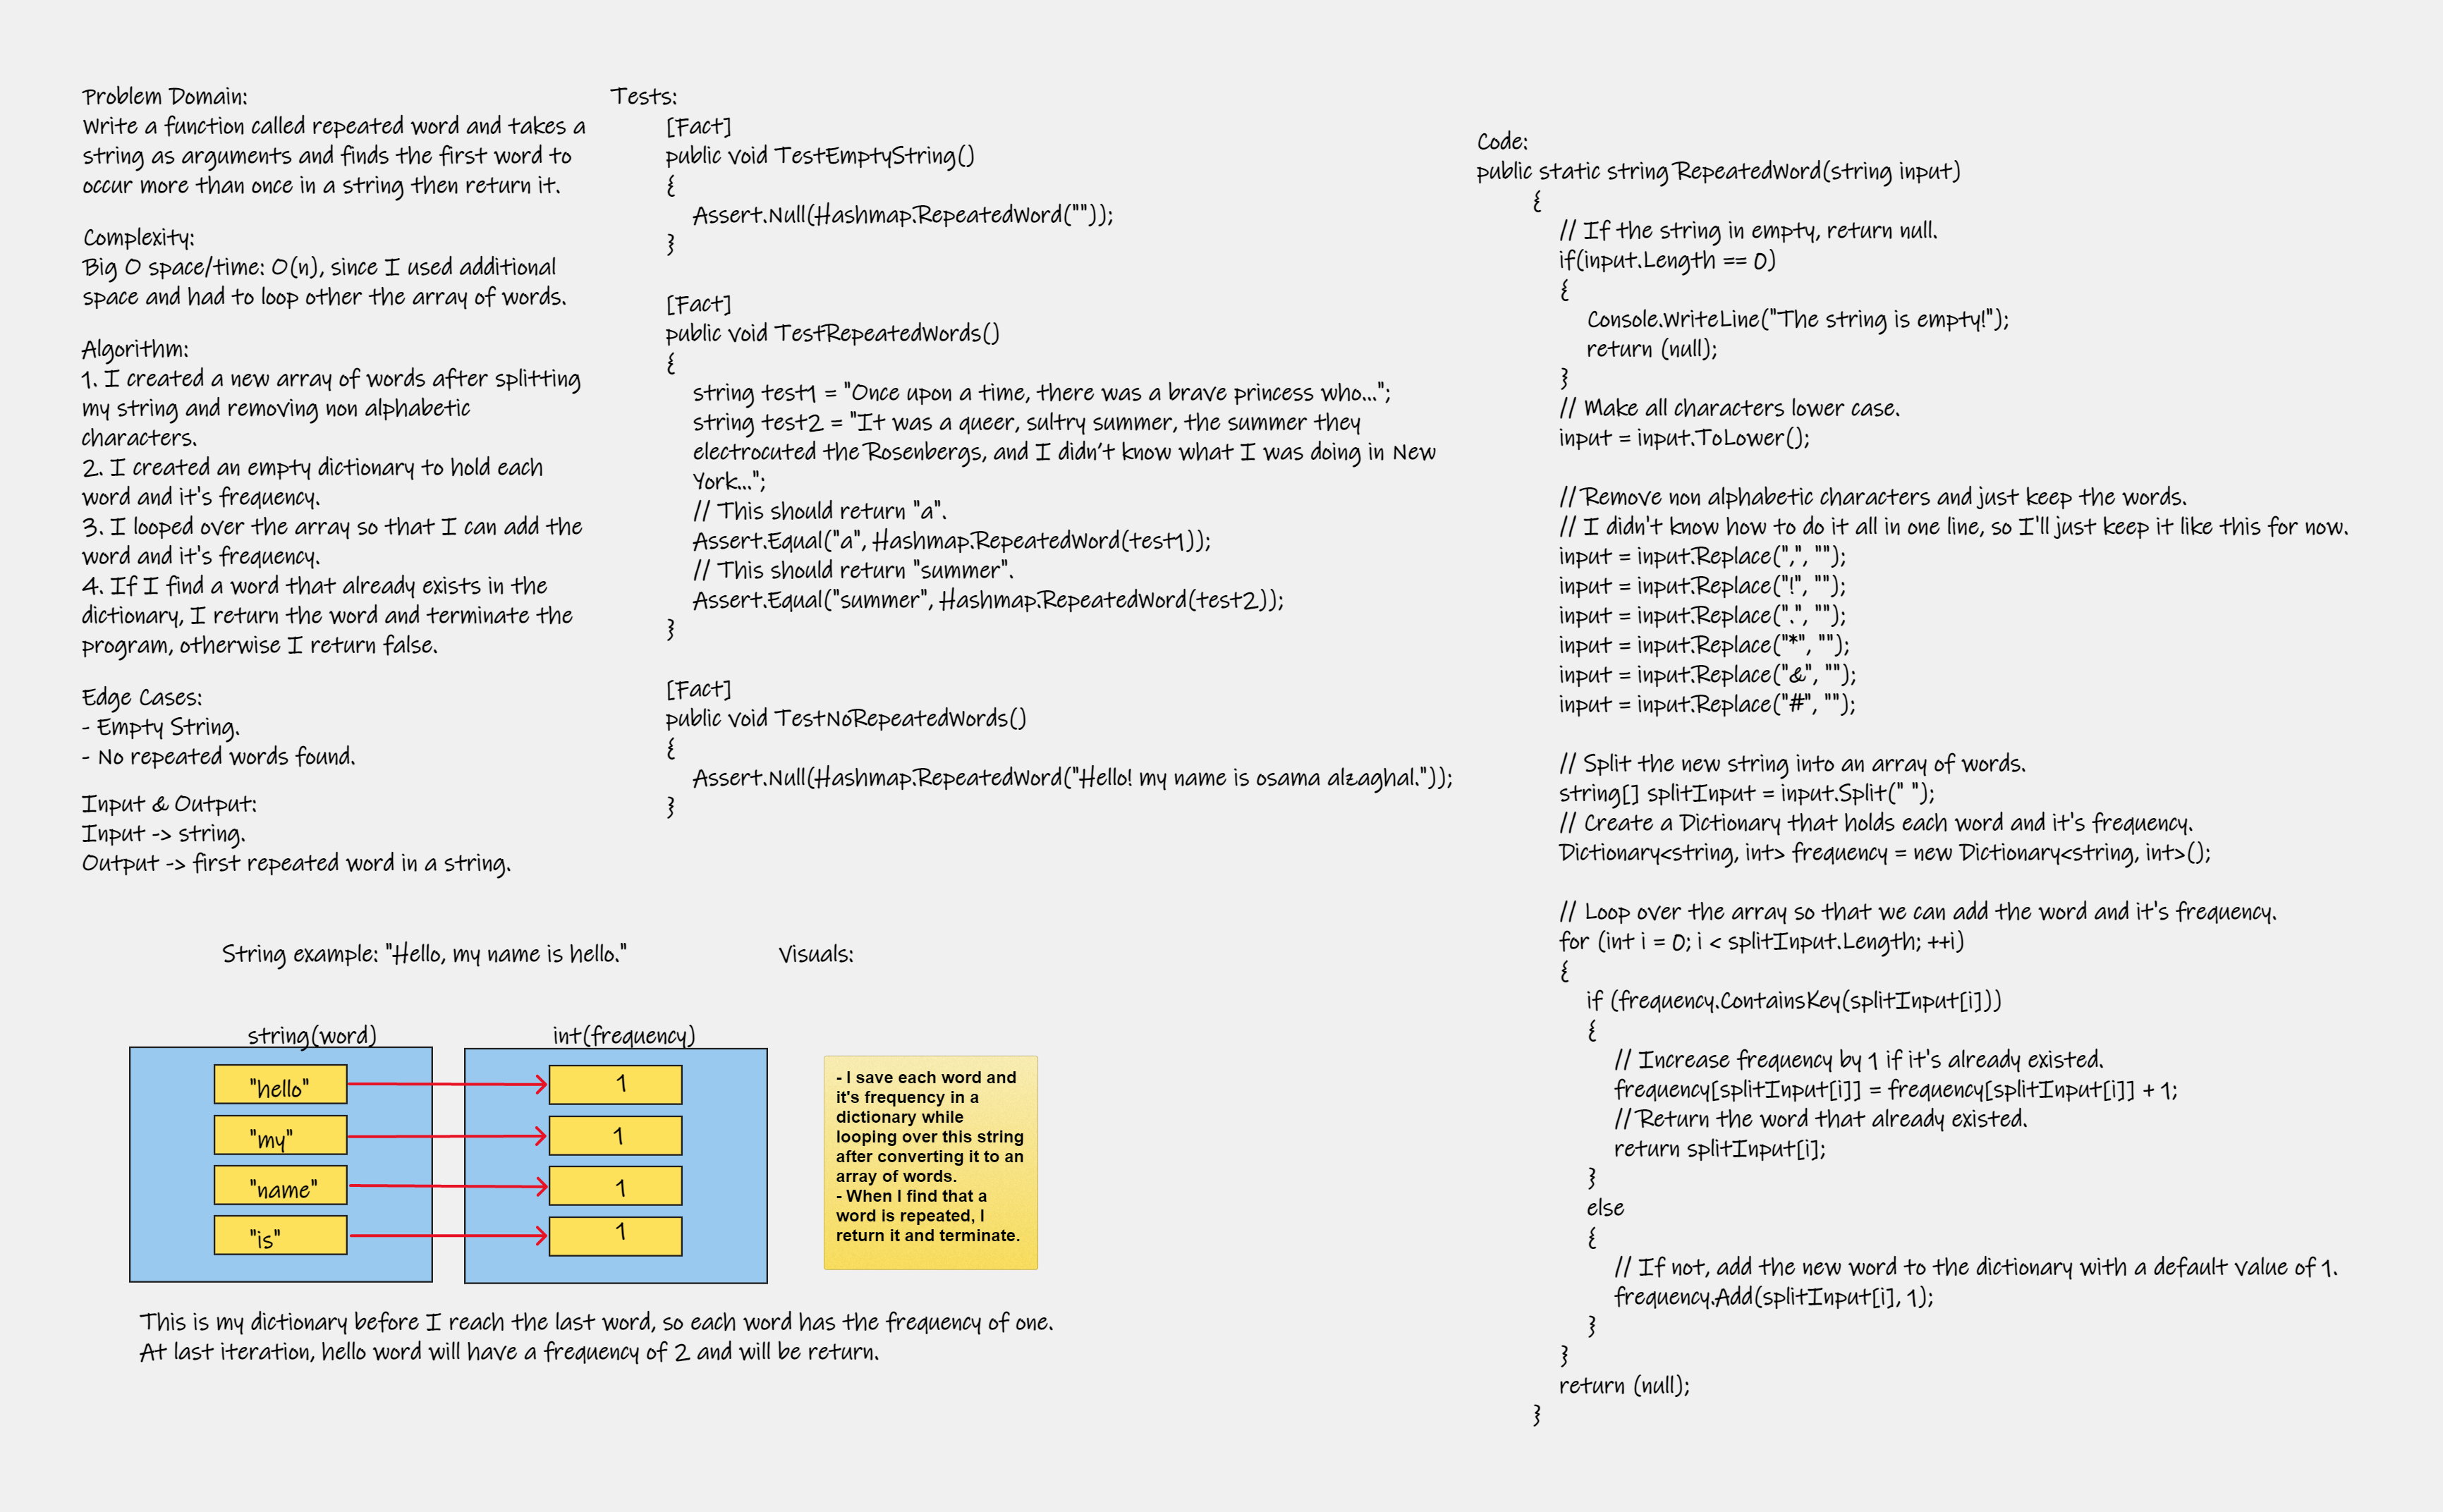 Problem Domain:
Write a function called repeated word and takes a
string as arguments and finds the first word to
occur more than once in a string then return it.
Complexity:
Big O space/time: O(n), since I used additional
space and had to loop other the array of words.
Algorithm:
1. I created a new array of words after splitting
my string and removing non alphabetic
characters.
2. I created an empty dictionary to hold each
word and it's frequency.
3. I looped over the array so that I can add the
word and it's frequency.
4. If I find a word that already exists in the
dictionary, I return the word and terminate the
program, otherwise I return false.
Edge Cases:
- Empty String.
- No repeated words found.
Input & Output:
Input -> string.
Output -> first repeated word in a string.
Tests:
[Fact]
public void TestEmptyString()
{
Assert.Null(Hashmap.RepeatedWord(""));
}
[Fact]
public void TestRepeatedWords()
{
string test1 = "Once upon a time, there was a brave princess who...";
string test2 = "It was a queer, sultry summer, the summer they
electrocuted the Rosenbergs, and I didn’t know what I was doing in New
York...";
// This should return "a".
Assert.Equal("a", Hashmap.RepeatedWord(test1));
// This should return "summer".
Assert.Equal("summer", Hashmap.RepeatedWord(test2));
}
[Fact]
public void TestNoRepeatedWords()
{
Assert.Null(Hashmap.RepeatedWord("Hello! my name is osama alzaghal."));
}
Code:
public static string RepeatedWord(string input)
{
// If the string in empty, return null.
if(input.Length == 0)
{
Console.WriteLine("The string is empty!");
return (null);
}
// Make all characters lower case.
input = input.ToLower();
// Remove non alphabetic characters and just keep the words.
// I didn't know how to do it all in one line, so I'll just keep it like this for now.
input = input.Replace(",", "");
input = input.Replace("!", "");
input = input.Replace(".", "");
input = input.Replace("*", "");
input = input.Replace("&", "");
input = input.Replace("#", "");
// Split the new string into an array of words.
string[] splitInput = input.Split(" ");
// Create a Dictionary that holds each word and it's frequency.
Dictionary<string, int> frequency = new Dictionary<string, int>();
// Loop over the array so that we can add the word and it's frequency.
for (int i = 0; i < splitInput.Length; ++i)
{
if (frequency.ContainsKey(splitInput[i]))
{
// Increase frequency by 1 if it's already existed.
frequency[splitInput[i]] = frequency[splitInput[i]] + 1;
// Return the word that already existed.
return splitInput[i];
}
else
{
// If not, add the new word to the dictionary with a default value of 1.
frequency.Add(splitInput[i], 1);
}
}
return (null);
}
String example: "Hello, my name is hello."
Visuals:
string(word)
int(frequency)
"hello"
1
"my"
1
"name"
1
"is"
1
- I save each word and
it's frequency in a
dictionary while
looping over this string
after converting it to an
array of words.
- When I find that a
word is repeated, I
return it and terminate.
This is my dictionary before I reach the last word, so each word has the frequency of one.
At last iteration, hello word will have a frequency of 2 and will be return.